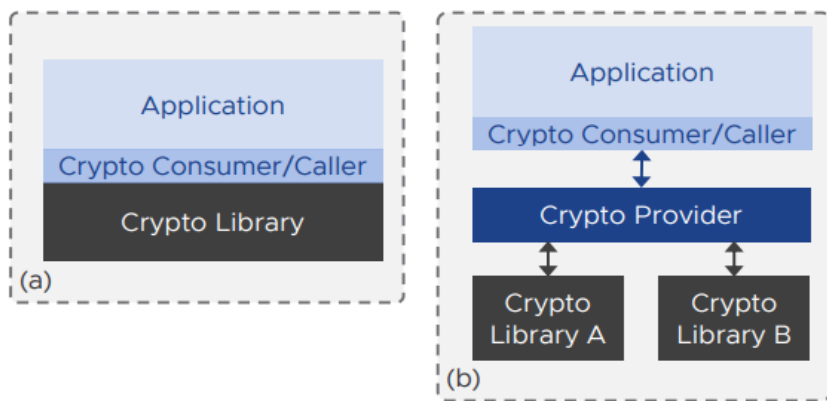 Application
Crypto Consumer/Caller
Crypto Library
(a)
Application
Crypto Consumer/Caller
Crypto Provider
Crypto
Library A
Crypto
Library B
(b)